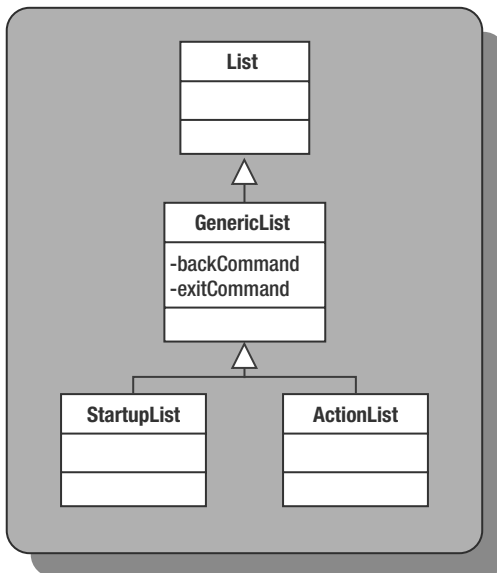 List
GenericList
-backCommand
-exitCommand
StartupList
ActionList